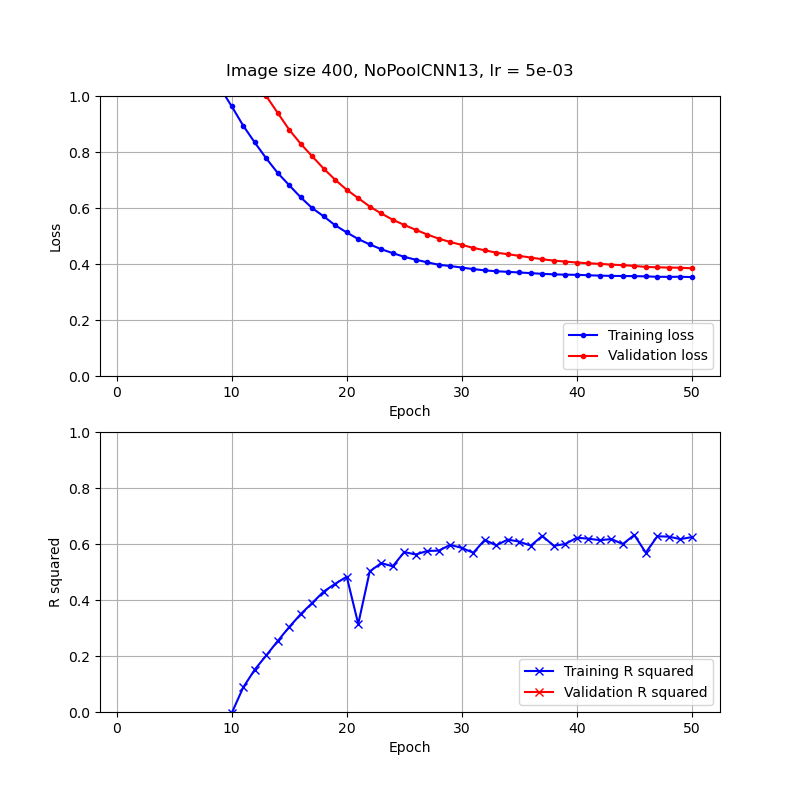 Image size 400, NoPoolCNN13, lr = 5e-03
1.0
0.8
0.6
0.4
0.2
0.0
Loss
Training loss
Validation loss
0 10 20 30 40 50
Epoch
1.0
0.8
0.6
0.4
0.2
0.0
R squared
Training R squared
Validation R squared
0 10 20 30 40 50
Epoch